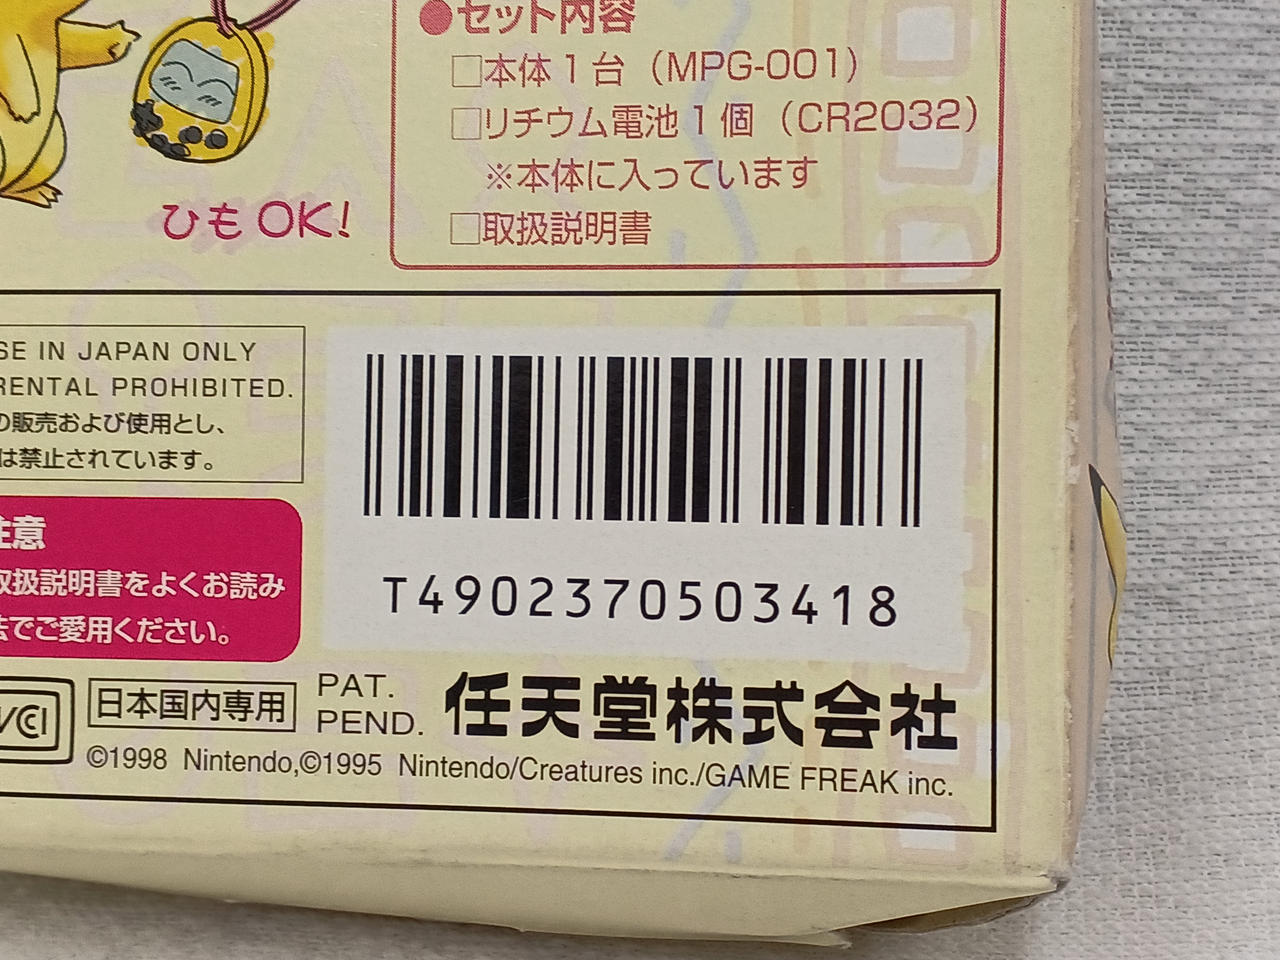 ●セット内容
□本体1台（MPG-001）
□リチウム電池1個（CR2032）
※本体に入っています
□取扱説明書
ひもOK!
SE IN JAPAN ONLY
RENTAL PROHIBITED.
の販売および使用とし、
は禁止されています。
注意
取扱説明書をよくお読み
法でご愛用ください。
T4902370503418
VCCI
日本国内専用
PAT.
PEND.
任天堂株式会社
©1998 Nintendo,©1995 Nintendo/Creatures inc./GAME FREAK inc.